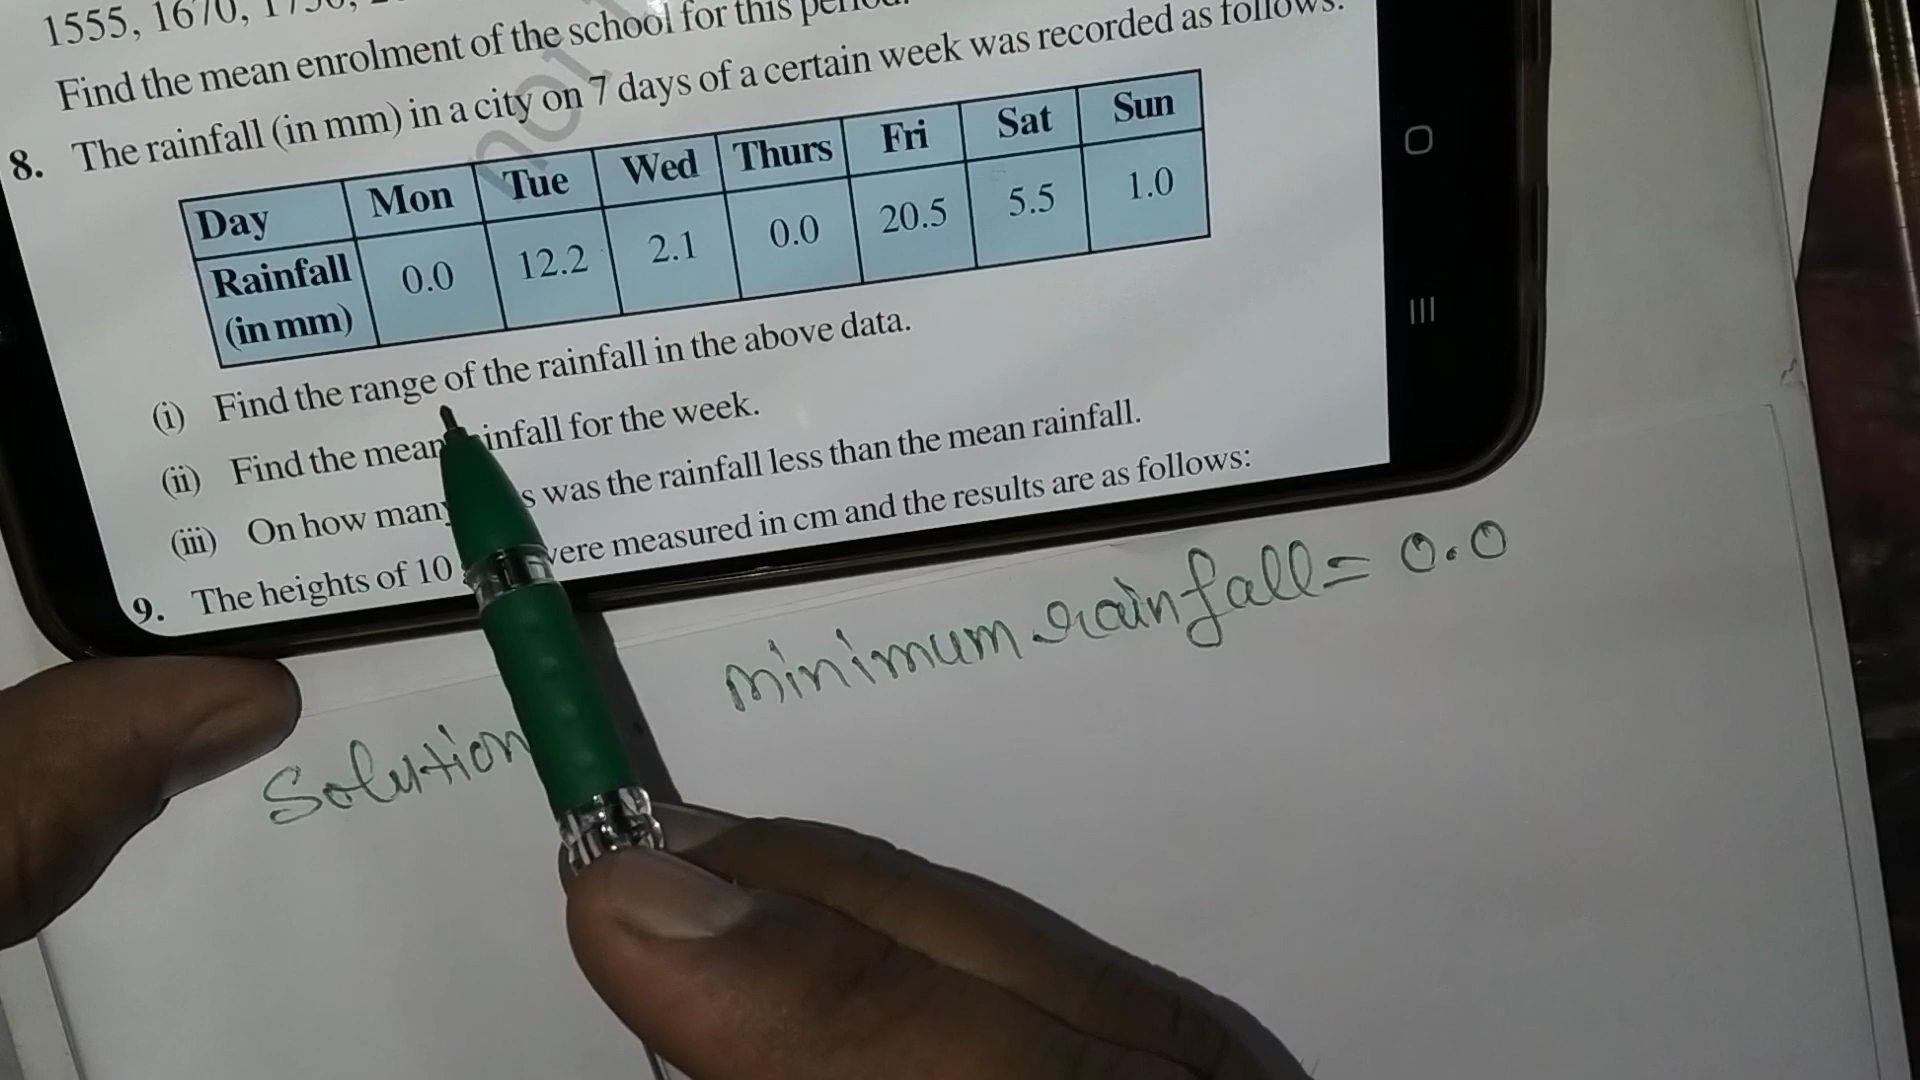 1555, 1670,
Find the mean enrolment of the school for this period.
8. The rainfall (in mm) in a city on 7 days of a certain week was recorded as follows:
Day Mon Tue Wed Thurs Fri Sat Sun
Rainfall (in mm) 0.0 12.2 2.1 0.0 20.5 5.5 1.0
(i) Find the range of the rainfall in the above data.
(ii) Find the mean infall for the week.
(iii) On how many s was the rainfall less than the mean rainfall.
9. The heights of 10 were measured in cm and the results are as follows:
minimum rainfall = 0.0
Solution
not